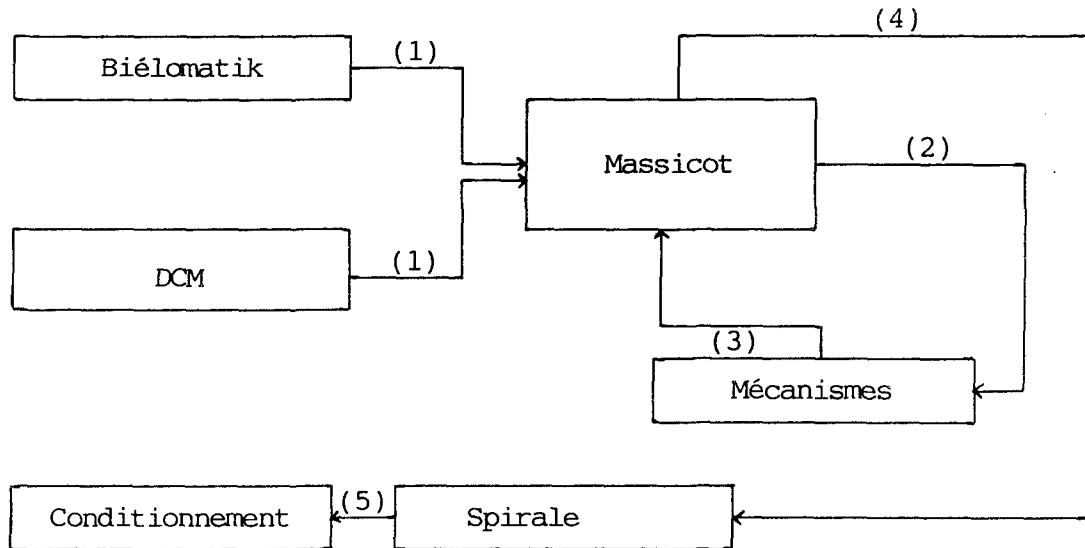 (4)
Biélomatik
(1)
Massicot
(2)
DCM
(1)
(3)
Mécanismes
Conditionnement
(5)
Spirale